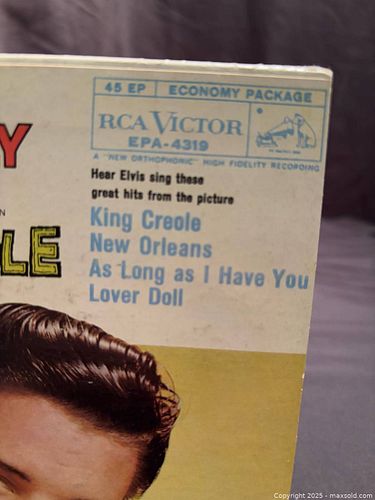 45 EP ECONOMY PACKAGE
RCA VICTOR
EPA-4319
A "NEW ORTHOPHONIC" HIGH FIDELITY RECORDING
Y
Hear Elvis sing these
great hits from the picture
IN
King Creole
New Orleans
LE
As Long as I Have You
Lover Doll
Copyright 2025 - maxsold.com